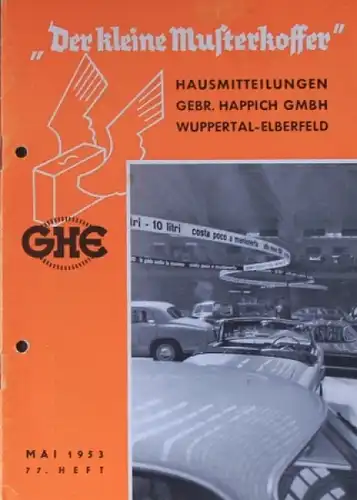 „Der kleine Musterkoffer"
HAUSMITTEILUNGEN
GEBR. HAPPICH GMBH
WUPPERTAL-ELBERFELD
GHE
tri - 10 litri costa poco a mantenerla
MAI 1953
77. HEFT